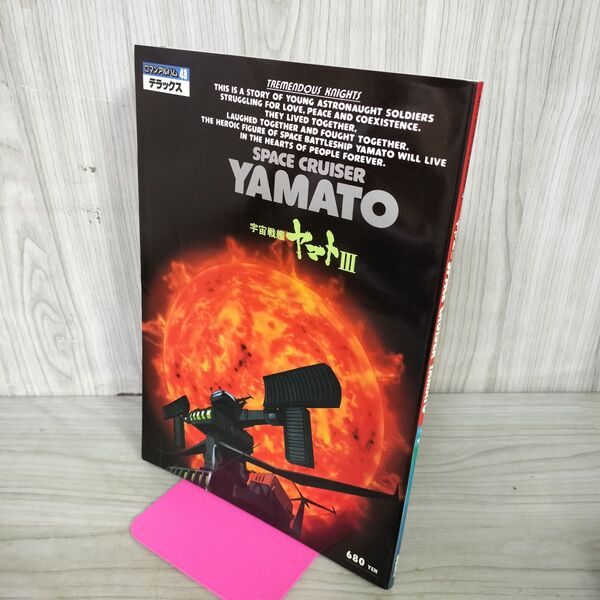 ロマンアルバム 43
デラックス
TREMENDOUS KNIGHTS
THIS IS A STORY OF YOUNG ASTRONAUGHT SOLDIERS
STRUGGLING FOR LOVE, PEACE AND COEXISTENCE.
THEY LIVED TOGETHER,
LAUGHED TOGETHER AND FOUGHT TOGETHER.
THE HEROIC FIGURE OF SPACE BATTLESHIP YAMATO WILL LIVE
IN THE HEARTS OF PEOPLE FOREVER.
SPACE CRUISER
YAMATO
宇宙戦艦ヤマトIII
680 YEN